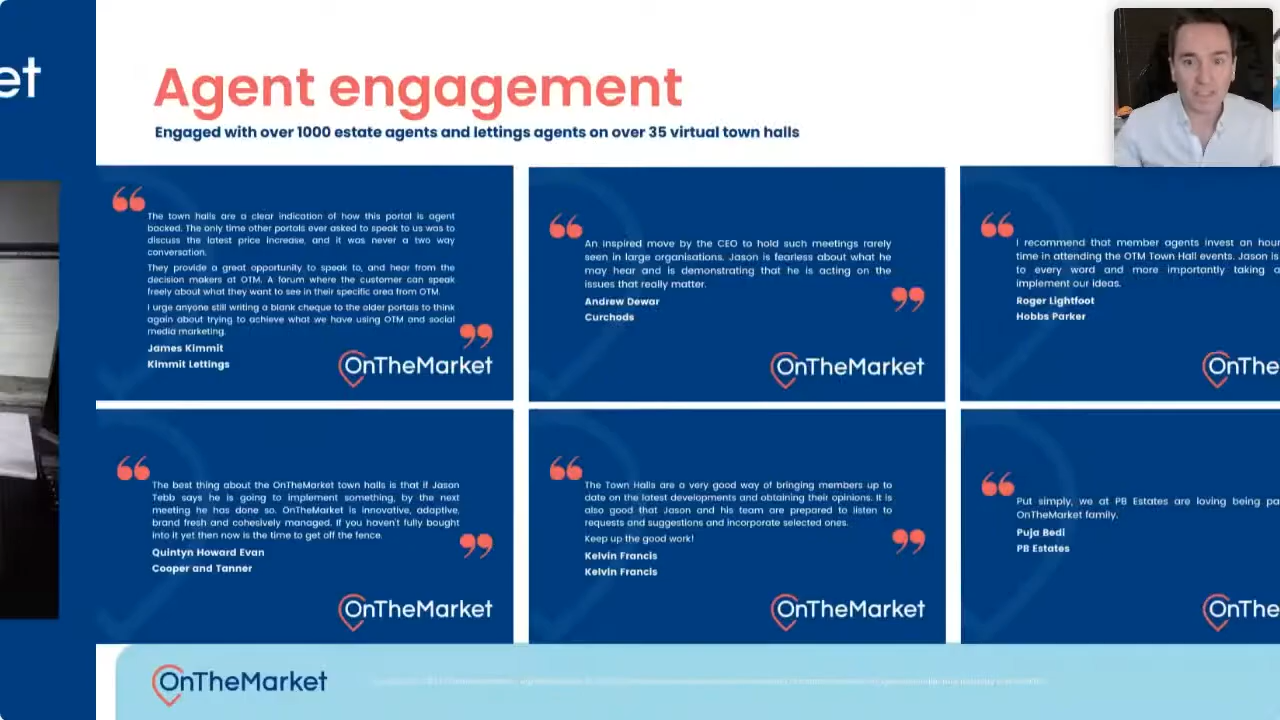 et
Agent engagement
Engaged with over 1000 estate agents and lettings agents on over 35 virtual town halls
The town halls are a clear indication of how this portal is agent
backed. The only time other portals ever asked to speak to us was to
discuss the latest price increase, and it was never a two way
conversation.
They provide a great opportunity to speak to, and hear from the
decision makers at OTM. A forum where the customer can speak
freely about what they want to see in their specific area from OTM.
I urge anyone still writing a blank cheque to the older portals to think
again about trying to achieve what we have using OTM and social
media marketing.
James Kimmit
Kimmit Lettings
OnTheMarket
An inspired move by the CEO to hold such meetings rarely
seen in large organisations. Jason is fearless about what he
may hear and is demonstrating that he is acting on the
issues that really matter.
Andrew Dewar
Curchods
OnTheMarket
I recommend that member agents invest an hour
time in attending the OTM Town Hall events. Jason is
to every word and more importantly taking a
implement our ideas.
Roger Lightfoot
Hobbs Parker
OnThe
The best thing about the OnTheMarket town halls is that if Jason
Tebb says he is going to implement something, by the next
meeting he has done so. OnTheMarket is innovative, adaptive,
brand fresh and cohesively managed. If you haven't fully bought
into it yet then now is the time to get off the fence.
Quintyn Howard Evan
Cooper and Tanner
OnTheMarket
The Town Halls are a very good way of bringing members up to
date on the latest developments and obtaining their opinions. It is
also good that Jason and his team are prepared to listen to
requests and suggestions and incorporate selected ones.
Keep up the good work!
Kelvin Francis
Kelvin Francis
OnTheMarket
Put simply, we at PB Estates are loving being pa
OnTheMarket family.
Puja Bedi
PB Estates
OnThe
OnTheMarket